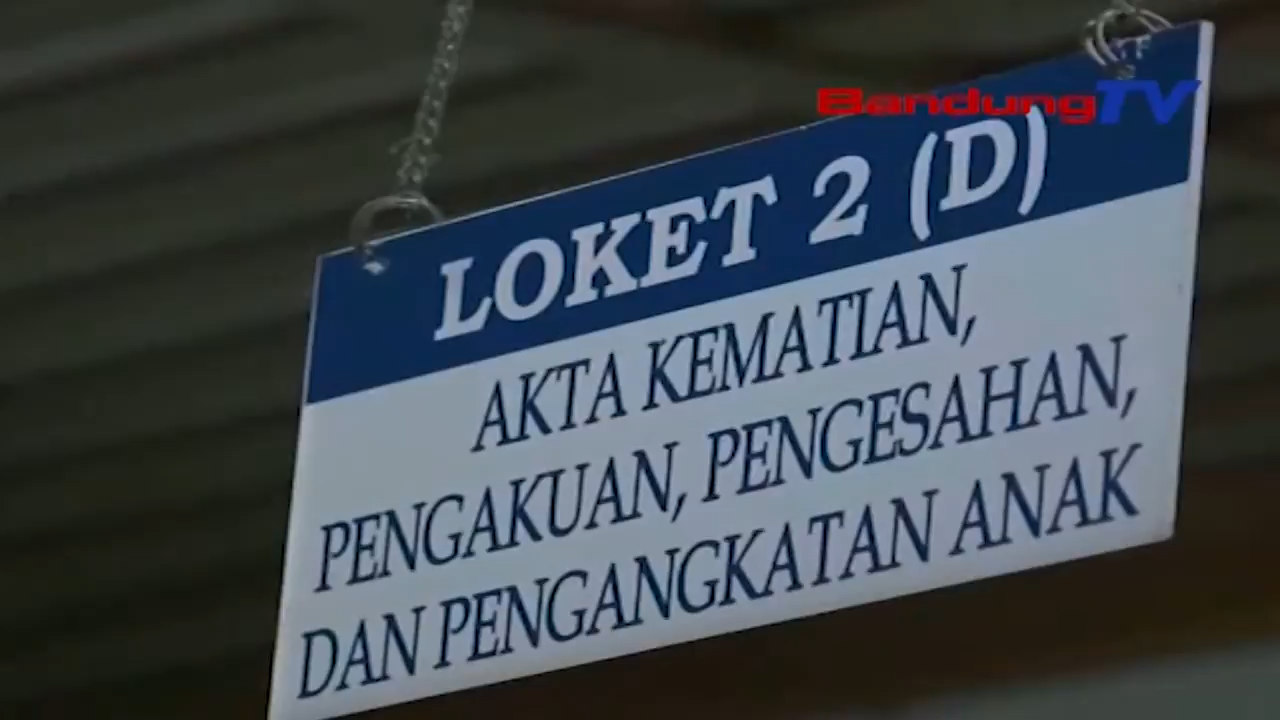 BandungTV
LOKET 2 (D)
AKTA KEMATIAN,
PENGAKUAN, PENGESAHAN,
DAN PENGANGKATAN ANAK